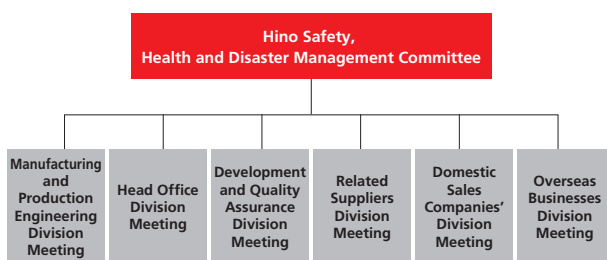 Hino Safety,
Health and Disaster Management Committee
Manufacturing
and
Production
Engineering
Division
Meeting
Head Office
Division
Meeting
Development
and Quality
Assurance
Division
Meeting
Related
Suppliers
Division
Meeting
Domestic
Sales
Companies’
Division
Meeting
Overseas
Businesses
Division
Meeting